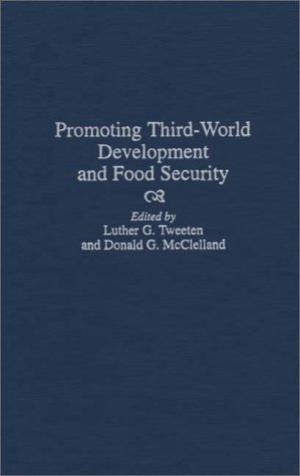 Promoting Third-World
Development
and Food Security
Edited by
Luther G. Tweeten
and Donald G. McClelland